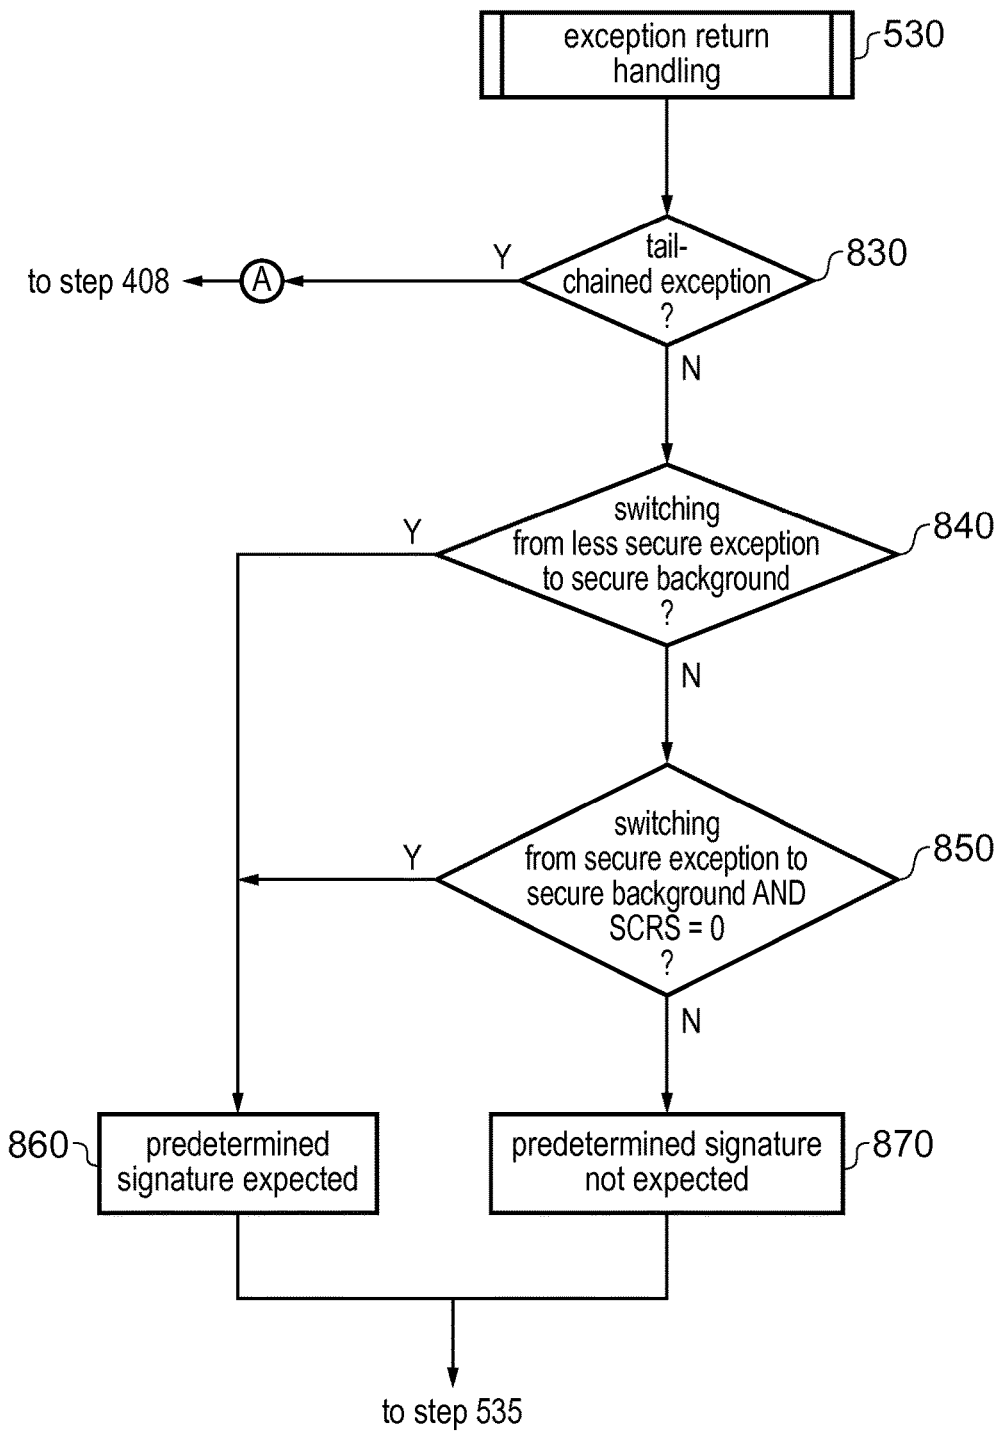 exception return
handling
530
tail-
chained exception
?
830
Y
A
to step 408
N
switching
from less secure exception
to secure background
?
840
Y
N
switching
from secure exception to
secure background AND
SCRS = 0
?
850
Y
N
860
predetermined
signature expected
predetermined signature
not expected
870
to step 535